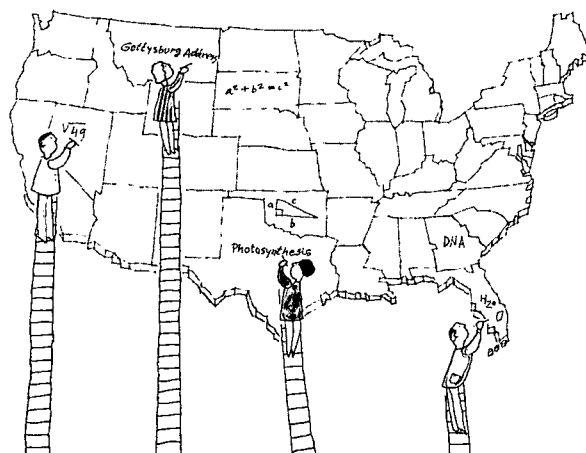 Gettysburg Address
a² + b² = c²
√49
a
c
b
Photosynthesis
DNA
H₂O